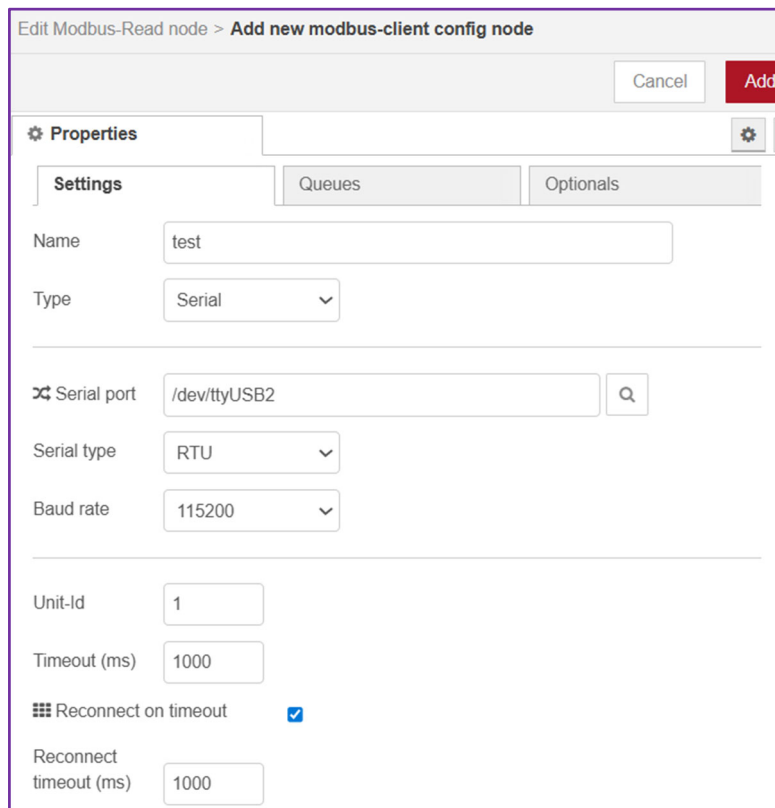 Edit Modbus-Read node > Add new modbus-client config node
Cancel
Add
Properties
Settings
Queues
Optionals
Name
test
Type
Serial
Serial port
/dev/ttyUSB2
Serial type
RTU
Baud rate
115200
Unit-Id
1
Timeout (ms)
1000
Reconnect on timeout
Reconnect
timeout (ms)
1000